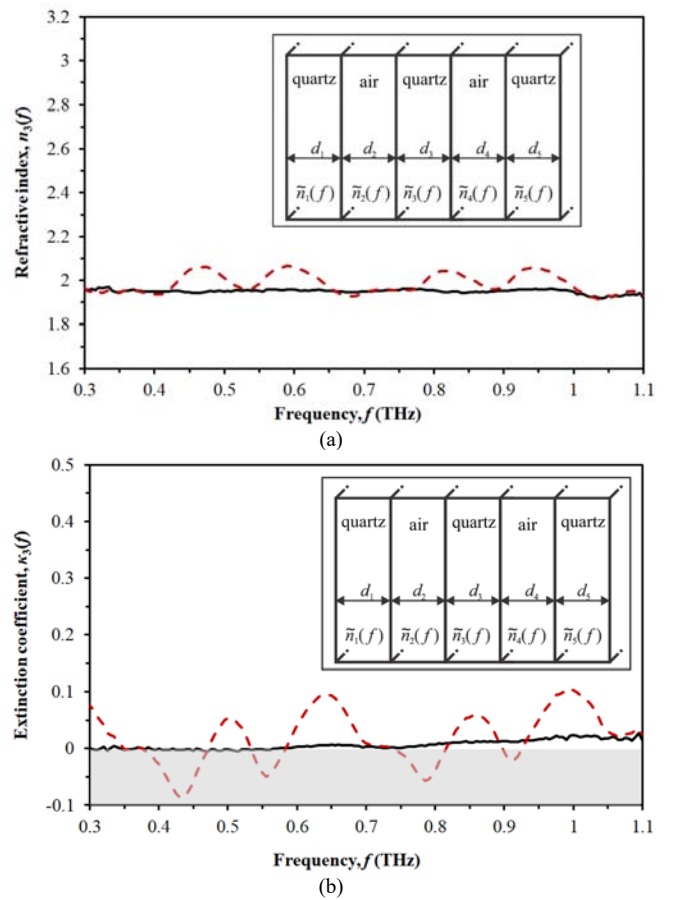 3.2
3
2.8
2.6
2.4
2.2
2
1.8
1.6
Refractive index, n₃(f)
quartz air quartz air quartz
d₁ d₂ d₃ d₄ d₅
ñ₁(f) ñ₂(f) ñ₃(f) ñ₄(f) ñ₅(f)
0.3 0.4 0.5 0.6 0.7 0.8 0.9 1 1.1
Frequency, f (THz)
(a)
0.5
0.4
0.3
0.2
0.1
0
-0.1
Extinction coefficient, κ₃(f)
quartz air quartz air quartz
d₁ d₂ d₃ d₄ d₅
ñ₁(f) ñ₂(f) ñ₃(f) ñ₄(f) ñ₅(f)
0.3 0.4 0.5 0.6 0.7 0.8 0.9 1 1.1
Frequency, f (THz)
(b)